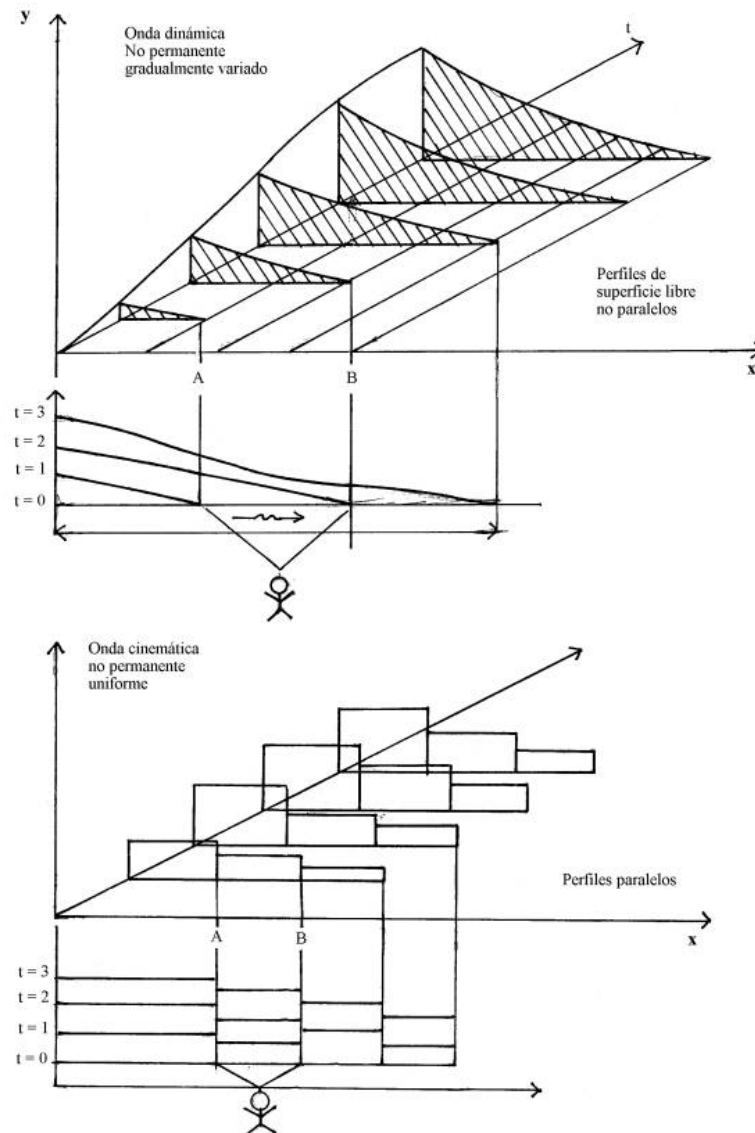 y
Onda dinámica
No permanente
gradualmente variado
t
Perfiles de
superficie libre
no paralelos
A
B
x
t = 3
t = 2
t = 1
t = 0
Onda cinemática
no permanente
uniforme
Perfiles paralelos
A
B
x
t = 3
t = 2
t = 1
t = 0